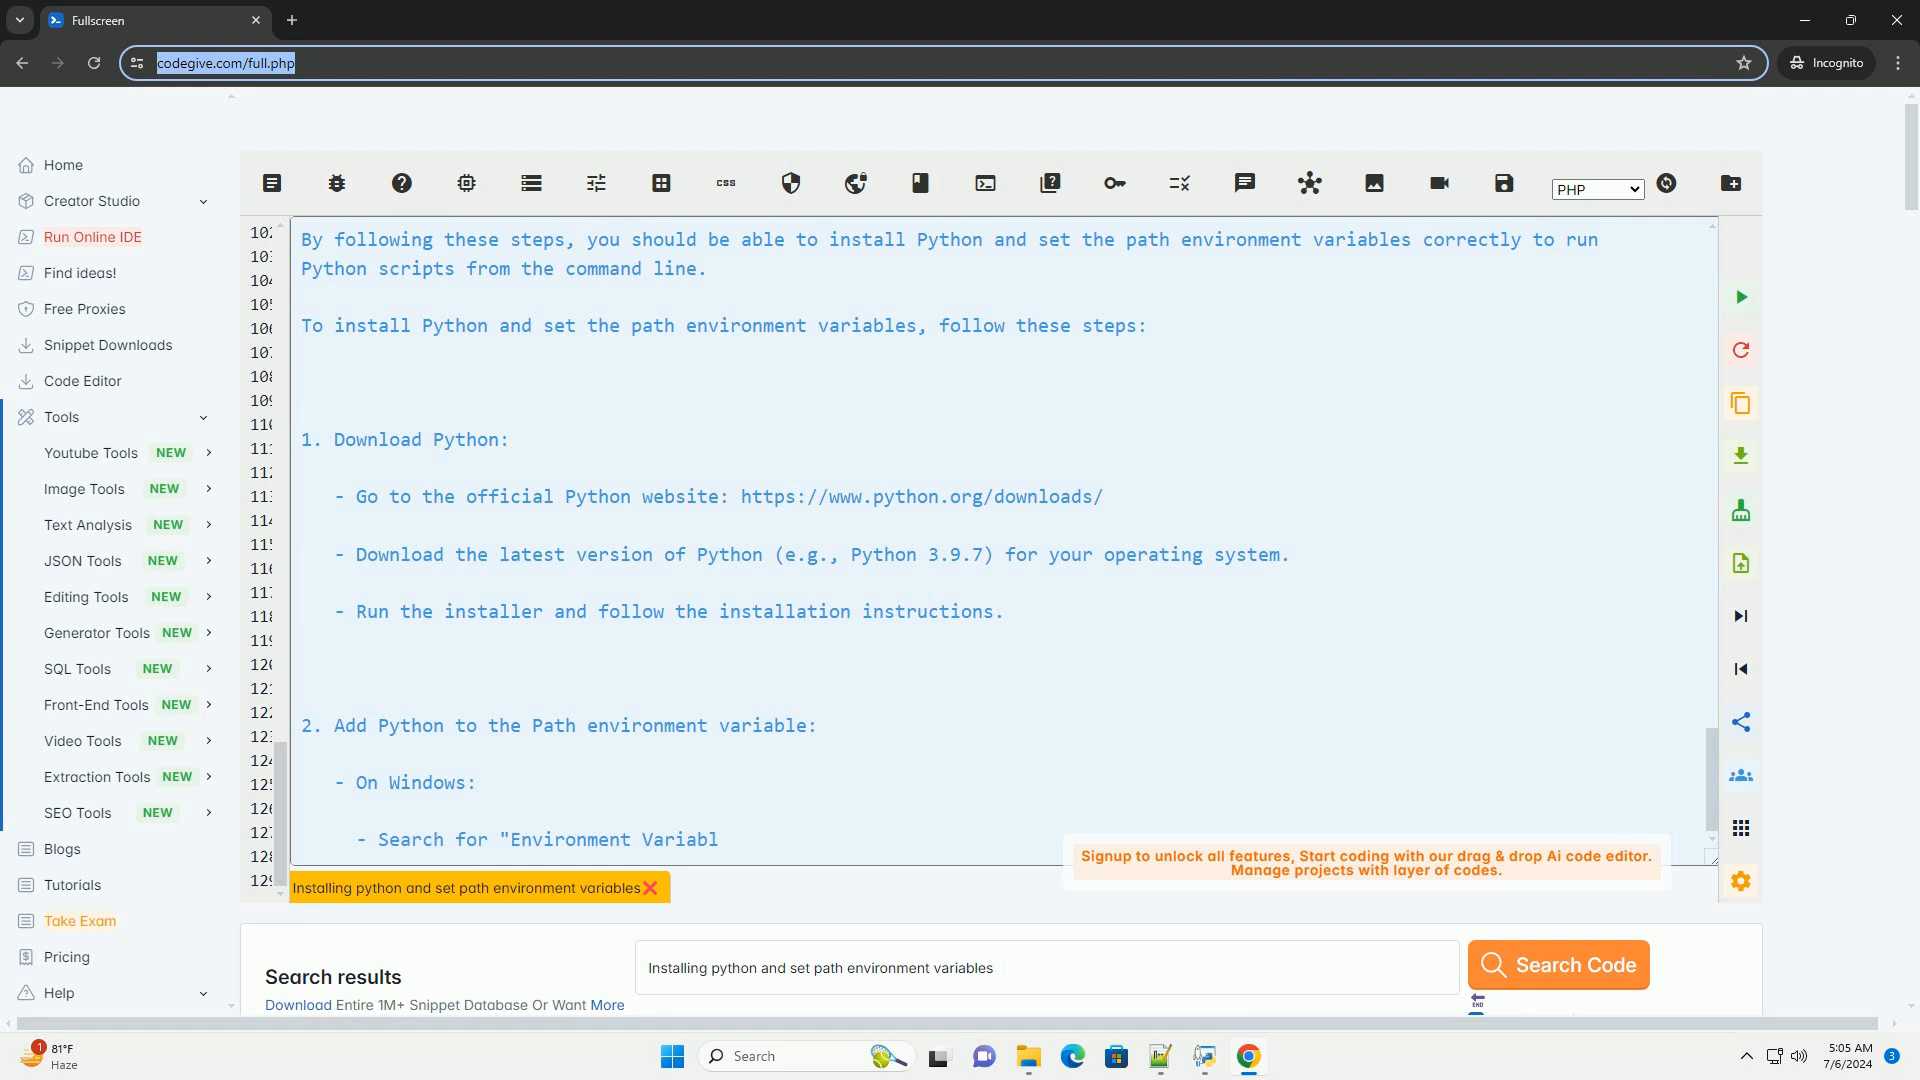 Fullscreen
codegive.com/full.php
Incognito
Home
Creator Studio
Run Online IDE
Find ideas!
Free Proxies
Snippet Downloads
Code Editor
Tools
Youtube Tools NEW
Image Tools NEW
Text Analysis NEW
JSON Tools NEW
Editing Tools NEW
Generator Tools NEW
SQL Tools NEW
Front-End Tools NEW
Video Tools NEW
Extraction Tools NEW
SEO Tools NEW
Blogs
Tutorials
Take Exam
Pricing
Help
css
PHP
By following these steps, you should be able to install Python and set the path environment variables correctly to run
Python scripts from the command line.
To install Python and set the path environment variables, follow these steps:
1. Download Python:
- Go to the official Python website: https://www.python.org/downloads/
- Download the latest version of Python (e.g., Python 3.9.7) for your operating system.
- Run the installer and follow the installation instructions.
2. Add Python to the Path environment variable:
- On Windows:
- Search for "Environment Variabl
Signup to unlock all features, Start coding with our drag & drop Ai code editor.
Manage projects with layer of codes.
Installing python and set path environment variables
Search results
Download Entire 1M+ Snippet Database Or Want More
Installing python and set path environment variables
Search Code
END
1
81°F
Haze
Search
5:05 AM
7/6/2024
3